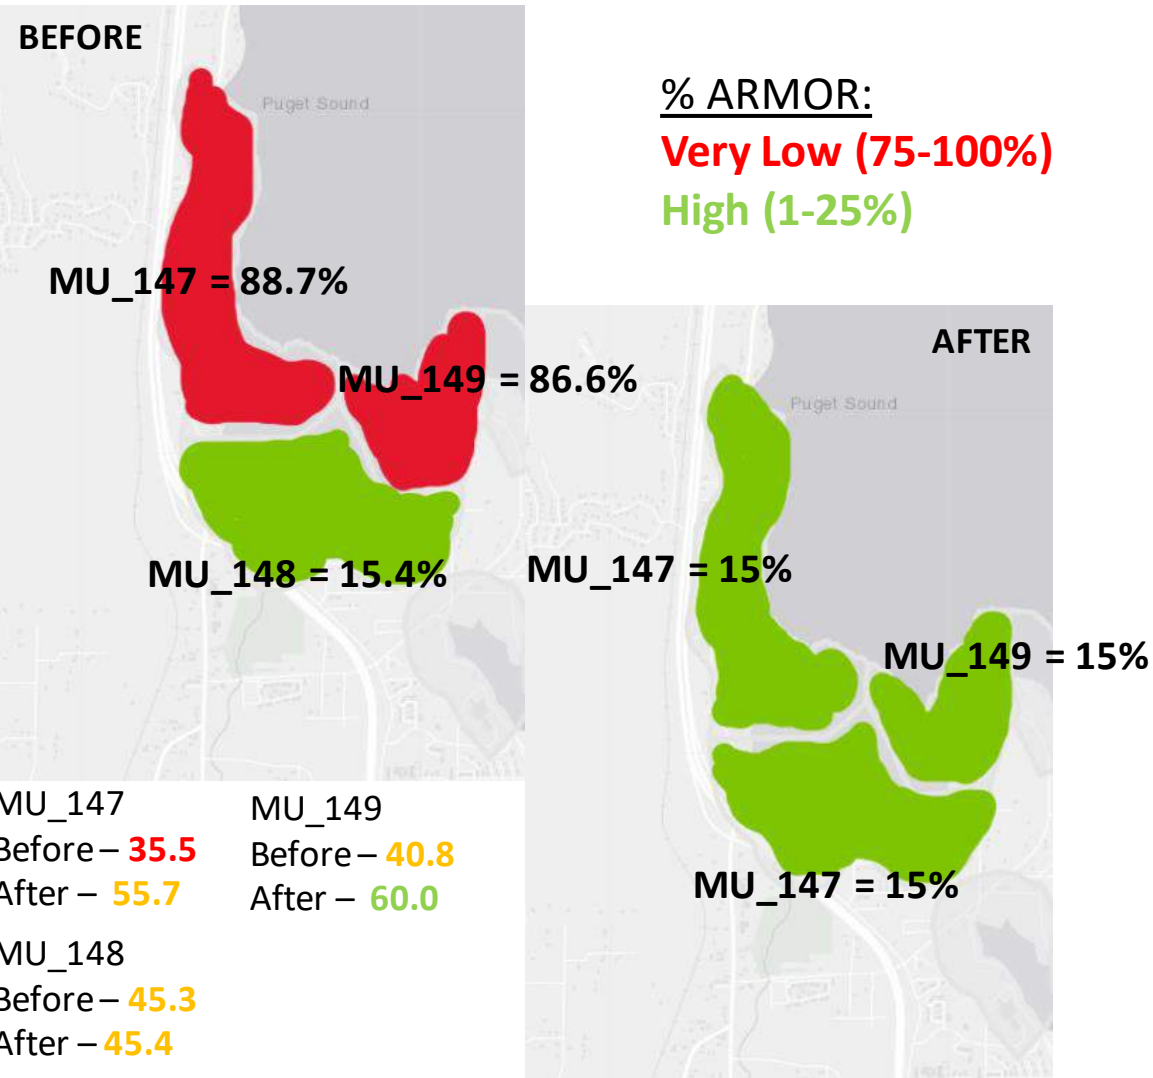 BEFORE
Puget Sound
% ARMOR:
Very Low (75-100%)
High (1-25%)
MU_147 = 88.7%
MU_149 = 86.6%
MU_148 = 15.4%
AFTER
Puget Sound
MU_147 = 15%
MU_149 = 15%
MU_147 = 15%
MU_147
Before – 35.5
After – 55.7
MU_149
Before – 40.8
After – 60.0
MU_148
Before – 45.3
After – 45.4